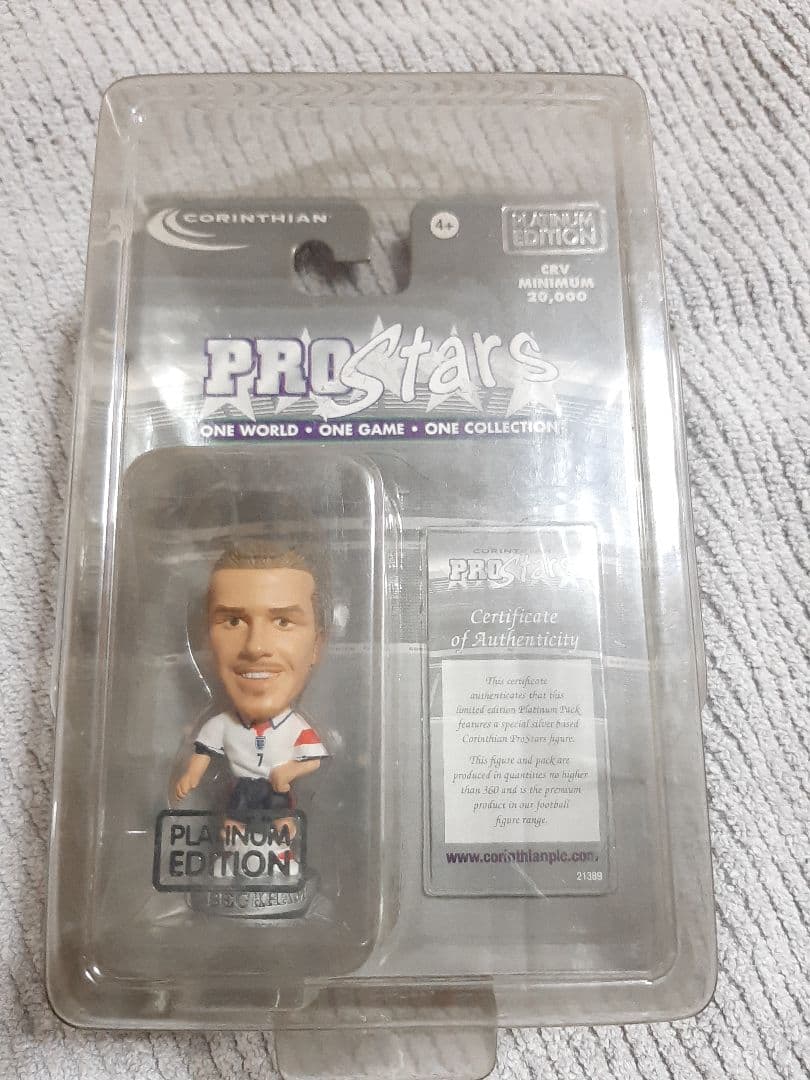 CORINTHIAN
4+
PLATINUM
EDITION
CRV
MINIMUM
20,000
PROStars
ONE WORLD • ONE GAME • ONE COLLECTION
CORINTHIAN
PROStars
Certificate
of Authenticity
This certificate
authenticates that this
limited edition Platinum Pack
features a special silver based
Corinthian ProStars figure.
This figure and pack are
produced in quantities no higher
than 360 and is the premium
product in our football
figure range.
www.corinthianplc.com
21389
7
PLATINUM
EDITION
BECKHAM